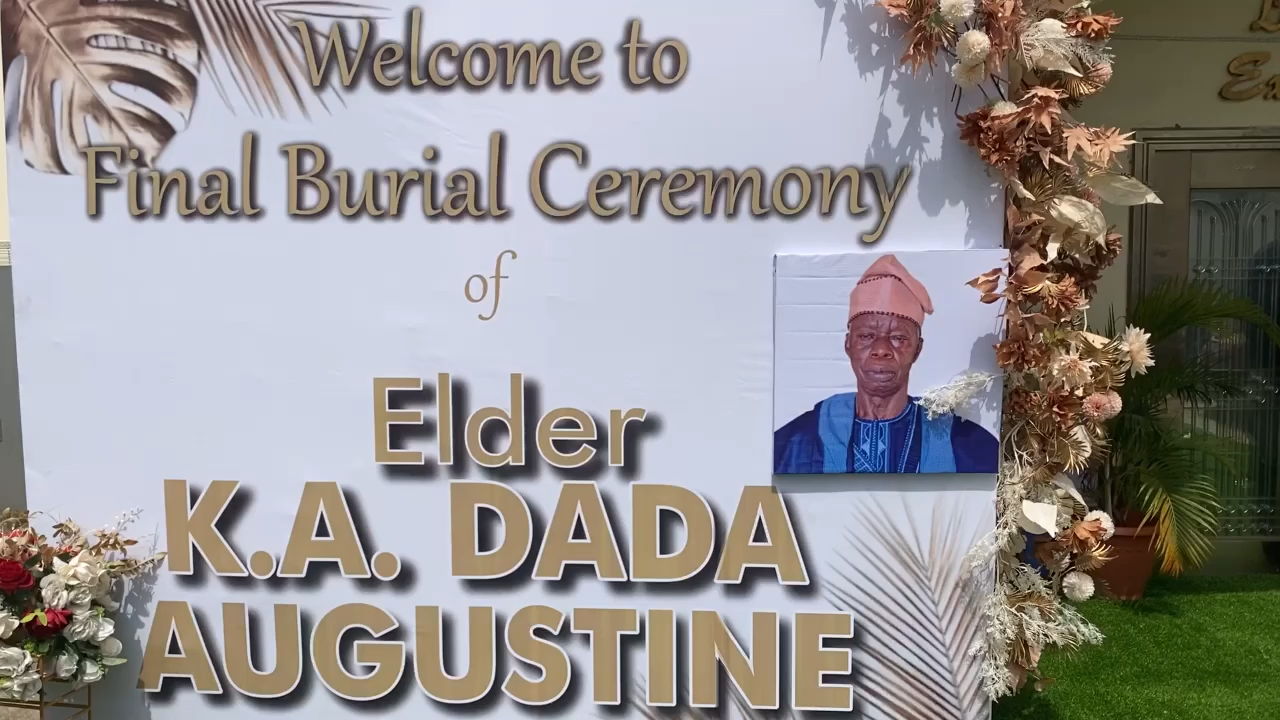 Welcome to
Final Burial Ceremony
of
Elder
K.A. DADA
AUGUSTINE